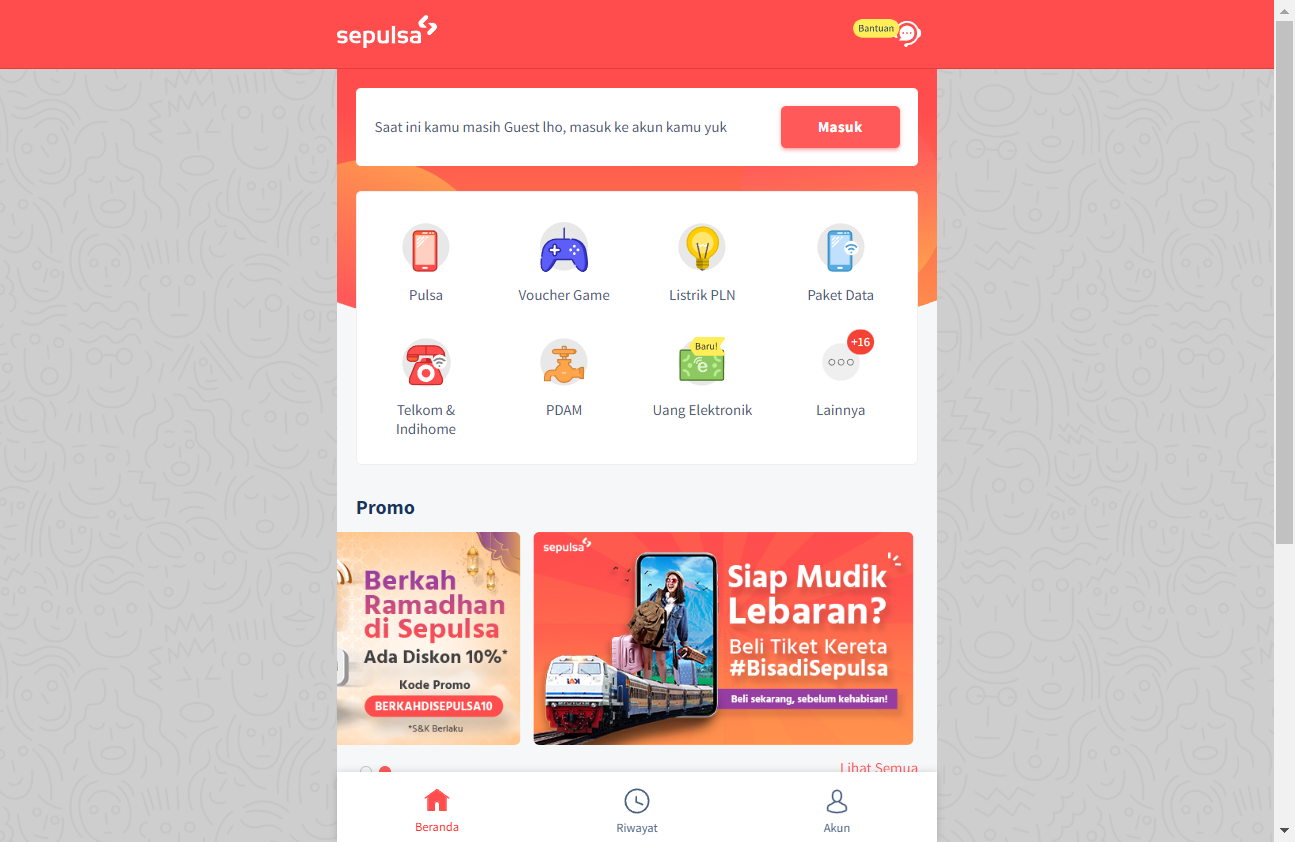 sepulsa
Bantuan
Saat ini kamu masih Guest lho, masuk ke akun kamu yuk
Masuk
Pulsa
Voucher Game
Listrik PLN
Paket Data
Baru!
+16
Telkom &
Indihome
PDAM
Uang Elektronik
Lainnya
Promo
Berkah
Ramadhan
di Sepulsa
Ada Diskon 10%*
Kode Promo
BERKAHDISEPULSA10
*S&K Berlaku
sepulsa
Siap Mudik
Lebaran?
Beli Tiket Kereta
#BisadiSepulsa
Beli sekarang, sebelum kehabisan!
Lihat Semua
Beranda
Riwayat
Akun